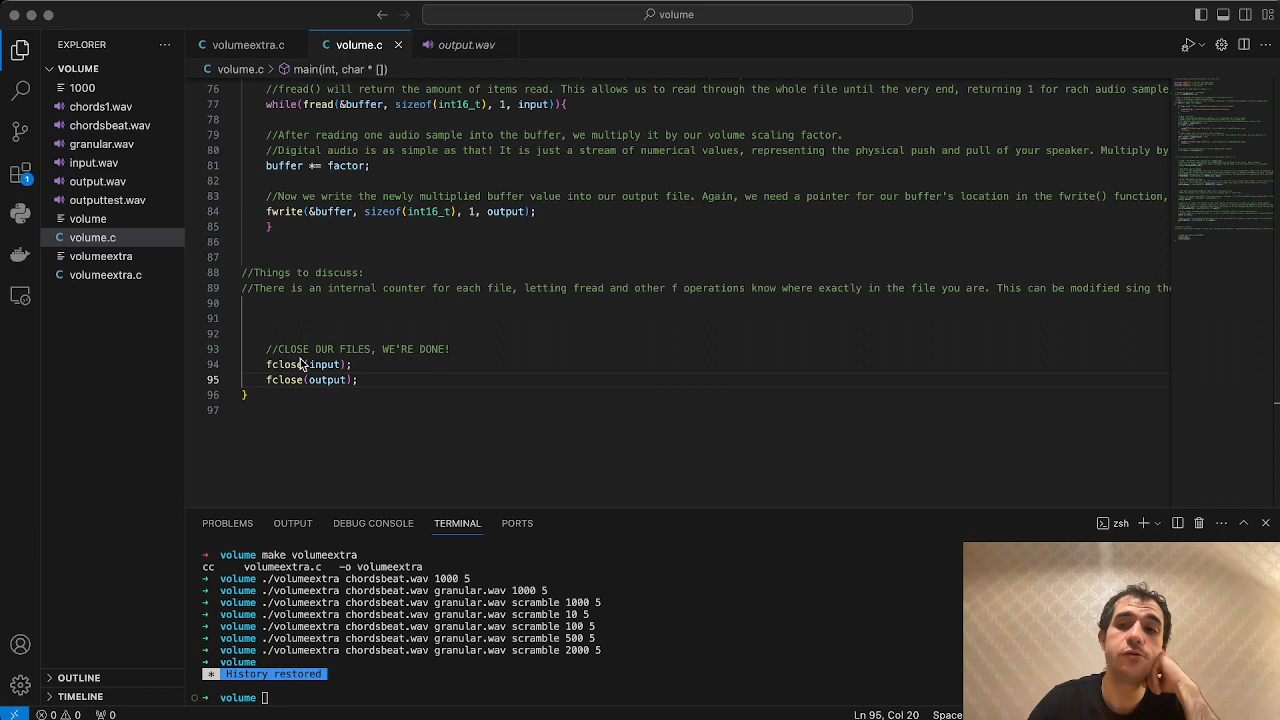 volume
EXPLORER
VOLUME
1000
chords1.wav
chordsbeat.wav
granular.wav
input.wav
output.wav
outputtest.wav
volume
volume.c
volumeextra
volumeextra.c
OUTLINE
TIMELINE
1
volumeextra.c
volume.c
output.wav
volume.c > main(int, char * [])
76 //fread() will return the amount of items read. This allows us to read through the whole file until the very end, returning 1 for rach audio sample
77 while(fread(&buffer, sizeof(int16_t), 1, input)){
78
79 //After reading one audio sample into the buffer, we multiply it by our volume scaling factor.
80 //Digital audio is as simple as that! It's just a stream of numerical values, representing the physical push and pull of your speaker. Multiply by
81 buffer *= factor;
82
83 //Now we write the newly-multiplied buffer value into our output file. Again, we need a pointer for our buffer's location in the fwrite() function,
84 fwrite(&buffer, sizeof(int16_t), 1, output);
85 }
86
87
88 //Things to discuss:
89 //There is an internal counter for each file, letting fread and other f operations know where exactly in the file you are. This can be modified sing the
90
91
92
93 //CLOSE OUR FILES, WE'RE DONE!
94 fclose(input);
95 fclose(output);
96 }
97
PROBLEMS OUTPUT DEBUG CONSOLE TERMINAL PORTS
zsh
→ volume make volumeextra
cc volumeextra.c -o volumeextra
→ volume ./volumeextra chordsbeat.wav 1000 5
→ volume ./volumeextra chordsbeat.wav granular.wav 1000 5
→ volume ./volumeextra chordsbeat.wav granular.wav scramble 1000 5
→ volume ./volumeextra chordsbeat.wav granular.wav scramble 10 5
→ volume ./volumeextra chordsbeat.wav granular.wav scramble 100 5
→ volume ./volumeextra chordsbeat.wav granular.wav scramble 500 5
→ volume ./volumeextra chordsbeat.wav granular.wav scramble 2000 5
→ volume
* History restored
→ volume
0 0 0
Ln 95, Col 20 Space